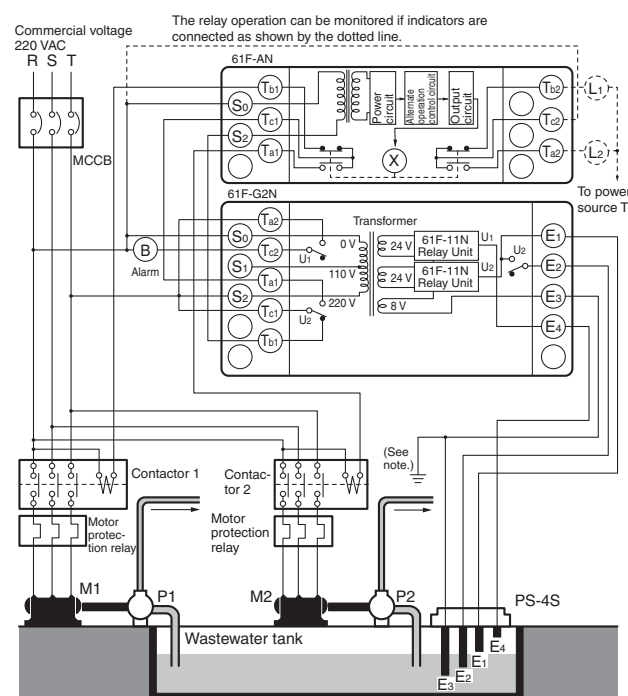 The relay operation can be monitored if indicators are
connected as shown by the dotted line.
Commercial voltage
220 VAC
R S T
MCCB
61F-AN
Tb1
S0
Tc1
S2
Ta1
Power
circuit
Alternate
operation
control circuit
Output
circuit
X
Tb2
Tc2
Ta2
L1
L2
To power
source T
61F-G2N
Ta2
S0
Tc2
S1
Ta1
S2
Tc1
Tb1
B
Alarm
U1
U2
Transformer
0 V
110 V
220 V
24 V
24 V
8 V
61F-11N
Relay Unit
U1
61F-11N
Relay Unit
U2
U2
E1
E2
E3
E4
(See
note.)
Contactor 1
Contac-
tor 2
Motor
protec-
tion relay
Motor
protection
relay
M1
P1
M2
P2
PS-4S
Wastewater tank
E4
E1
E2
E3